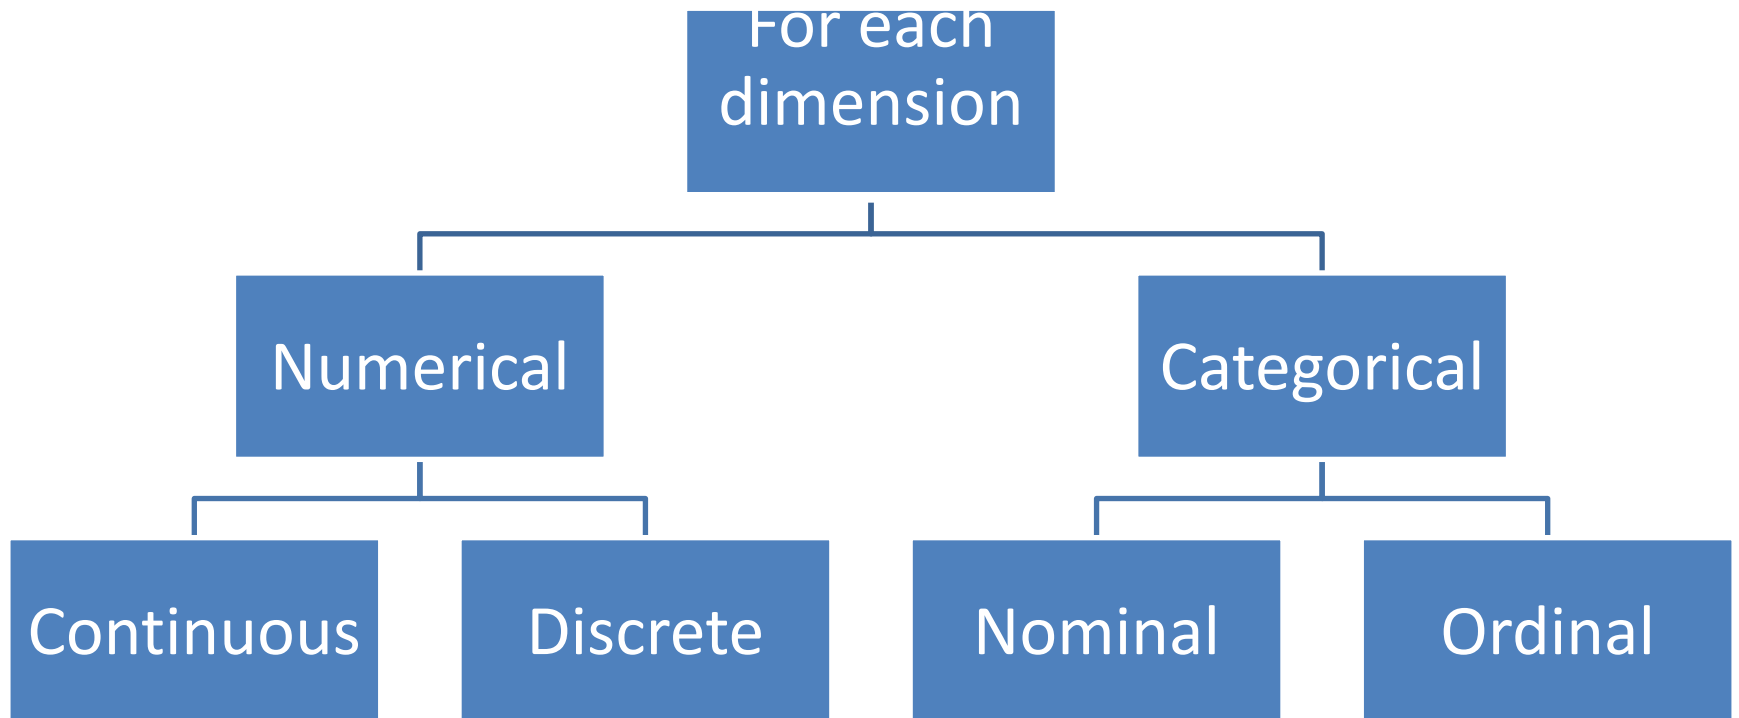 For each
dimension
Numerical
Categorical
Continuous
Discrete
Nominal
Ordinal